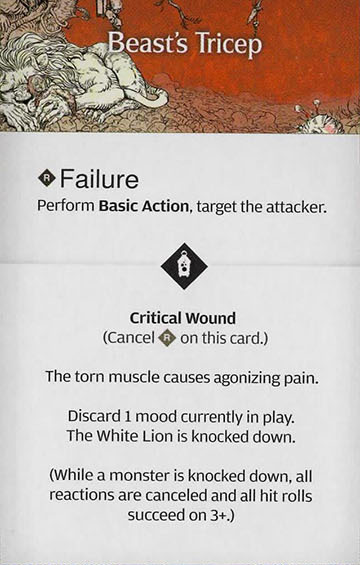 Beast's Tricep
R Failure
Perform Basic Action, target the attacker.
Critical Wound
(Cancel R on this card.)
The torn muscle causes agonizing pain.
Discard 1 mood currently in play.
The White Lion is knocked down.
(While a monster is knocked down, all
reactions are canceled and all hit rolls
succeed on 3+.)